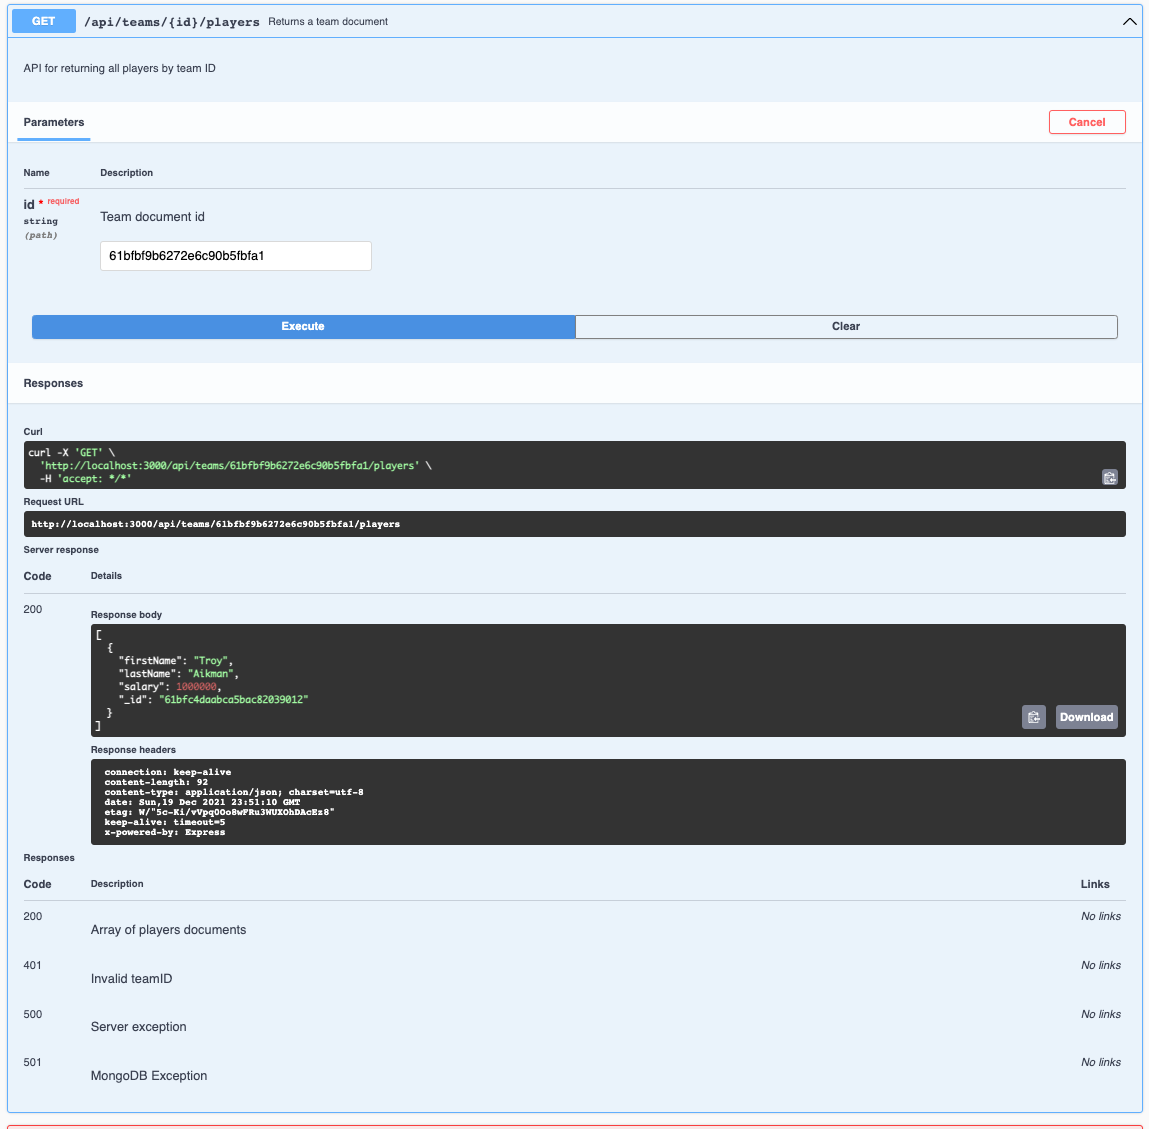 GET /api/teams/{id}/players Returns a team document
API for returning all players by team ID
Parameters
Cancel
Name Description
id * required
string
(path)
Team document id
61bfbf9b6272e6c90b5fbfa1
Execute Clear
Responses
Curl
curl -X 'GET' \
'http://localhost:3000/api/teams/61bfbf9b6272e6c90b5fbfa1/players' \
-H 'accept: */*'
Request URL
http://localhost:3000/api/teams/61bfbf9b6272e6c90b5fbfa1/players
Server response
Code Details
200
Response body
[
{
"firstName": "Troy",
"lastName": "Aikman",
"salary": 1000000,
"_id": "61bfc4daabca5bac82039012"
}
]
Download
Response headers
connection: keep-alive
content-length: 92
content-type: application/json; charset=utf-8
date: Sun,19 Dec 2021 23:51:10 GMT
etag: W/"5c-Ki/vVpqOOo8wFRu3WUXOhDAcEz8"
keep-alive: timeout=5
x-powered-by: Express
Responses
Code Description Links
200 No links
Array of players documents
401 No links
Invalid teamID
500 No links
Server exception
501 No links
MongoDB Exception